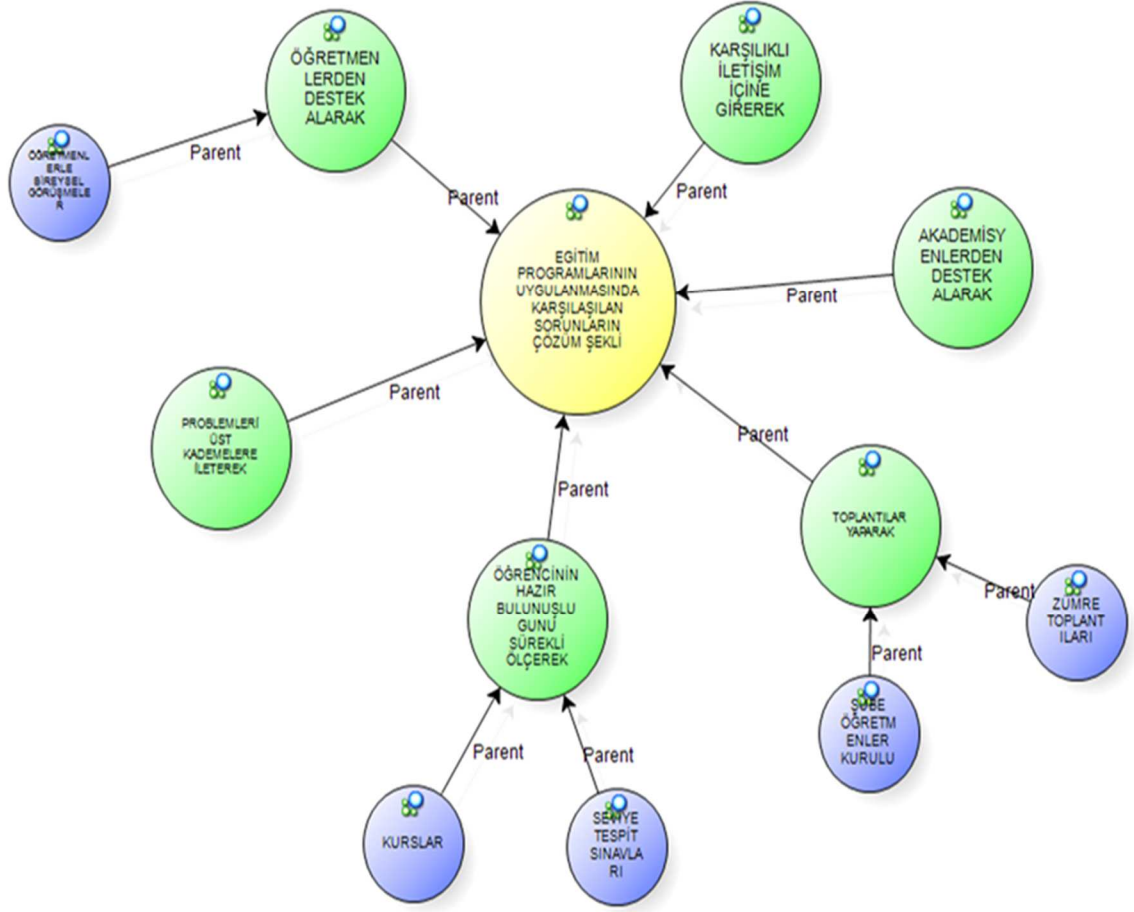 ÖĞRETMEN
LERDEN
DESTEK
ALARAK
KARŞILIKLI
İLETİŞİM
İÇİNE
GİREREK
ÖĞRETMENL
ERLE
BİREYSEL
GÖRÜŞMELE
R
Parent
Parent
Parent
EGİTİM
PROGRAMLARININ
UYGULANMASINDA
KARŞILAŞILAN
SORUNLARIN
ÇÖZÜM ŞEKLİ
AKADEMİSY
ENLERDEN
DESTEK
ALARAK
Parent
Parent
PROBLEMLERİ
ÜST
KADEMELERE
İLETEREK
Parent
Parent
TOPLANTILAR
YAPARAK
ÖĞRENCİNİN
HAZIR
BULUNUŞLU
GUNU
SÜREKLİ
ÖLÇEREK
Parent
ZÜMRE
TOPLANT
ILARI
Parent
ŞUBE
ÖĞRETM
ENLER
KURULU
Parent
Parent
KURSLAR
SEVİYE
TESPİT
SINAVLA
RI